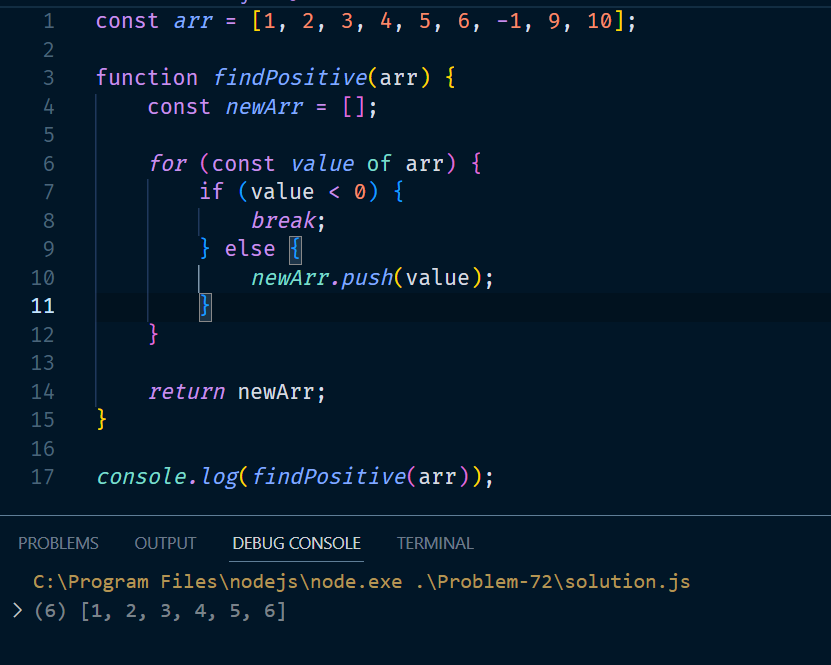 1 const arr = [1, 2, 3, 4, 5, 6, -1, 9, 10];
2
3 function findPositive(arr) {
4     const newArr = [];
5
6     for (const value of arr) {
7         if (value < 0) {
8             break;
9         } else {
10             newArr.push(value);
11         }
12     }
13
14     return newArr;
15 }
16
17 console.log(findPositive(arr));
PROBLEMS OUTPUT DEBUG CONSOLE TERMINAL
C:\Program Files\nodejs\node.exe .\Problem-72\solution.js
> (6) [1, 2, 3, 4, 5, 6]